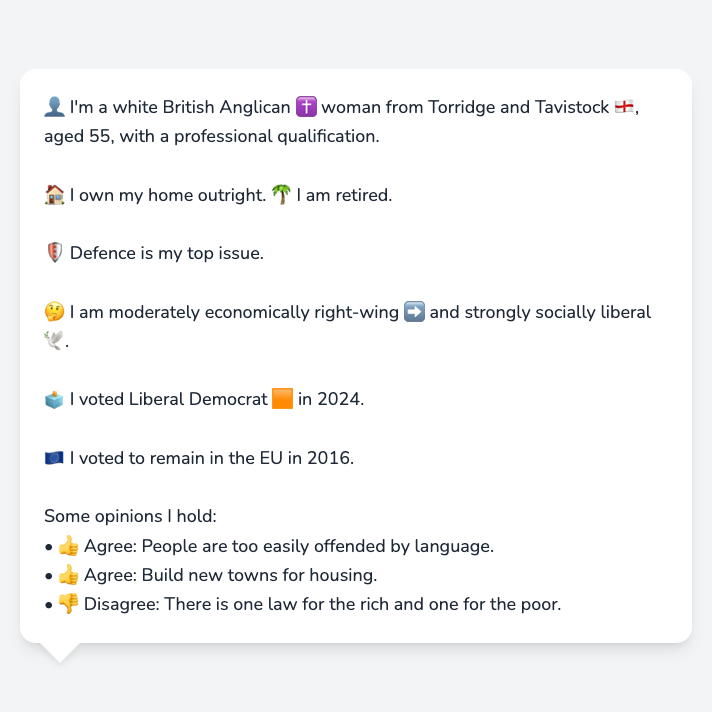 👤 I'm a white British Anglican ✝️ woman from Torridge and Tavistock 🏴󠁧󠁢󠁥󠁮󠁧󠁿,
aged 55, with a professional qualification.
🏠 I own my home outright. 🌴 I am retired.
🛡️ Defence is my top issue.
🤔 I am moderately economically right-wing ➡️ and strongly socially liberal
🕊️.
🗳️ I voted Liberal Democrat 🟧 in 2024.
🇪🇺 I voted to remain in the EU in 2016.
Some opinions I hold:
• 👍 Agree: People are too easily offended by language.
• 👍 Agree: Build new towns for housing.
• 👎 Disagree: There is one law for the rich and one for the poor.